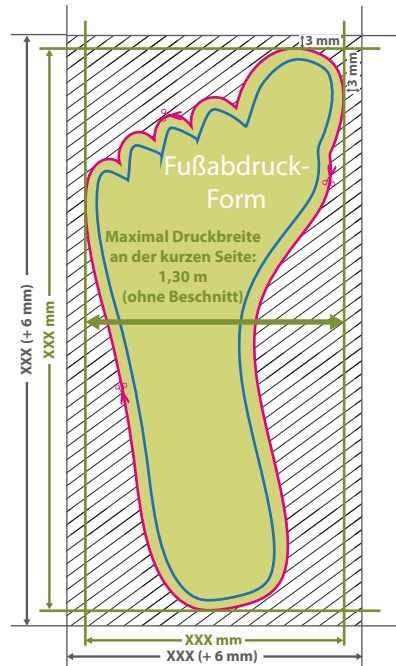 3 mm
3 mm
Fußabdruck-
Form
Maximal Druckbreite
an der kurzen Seite:
1,30 m
(ohne Beschnitt)
XXX (+ 6 mm)
XXX mm
XXX mm
XXX (+ 6 mm)